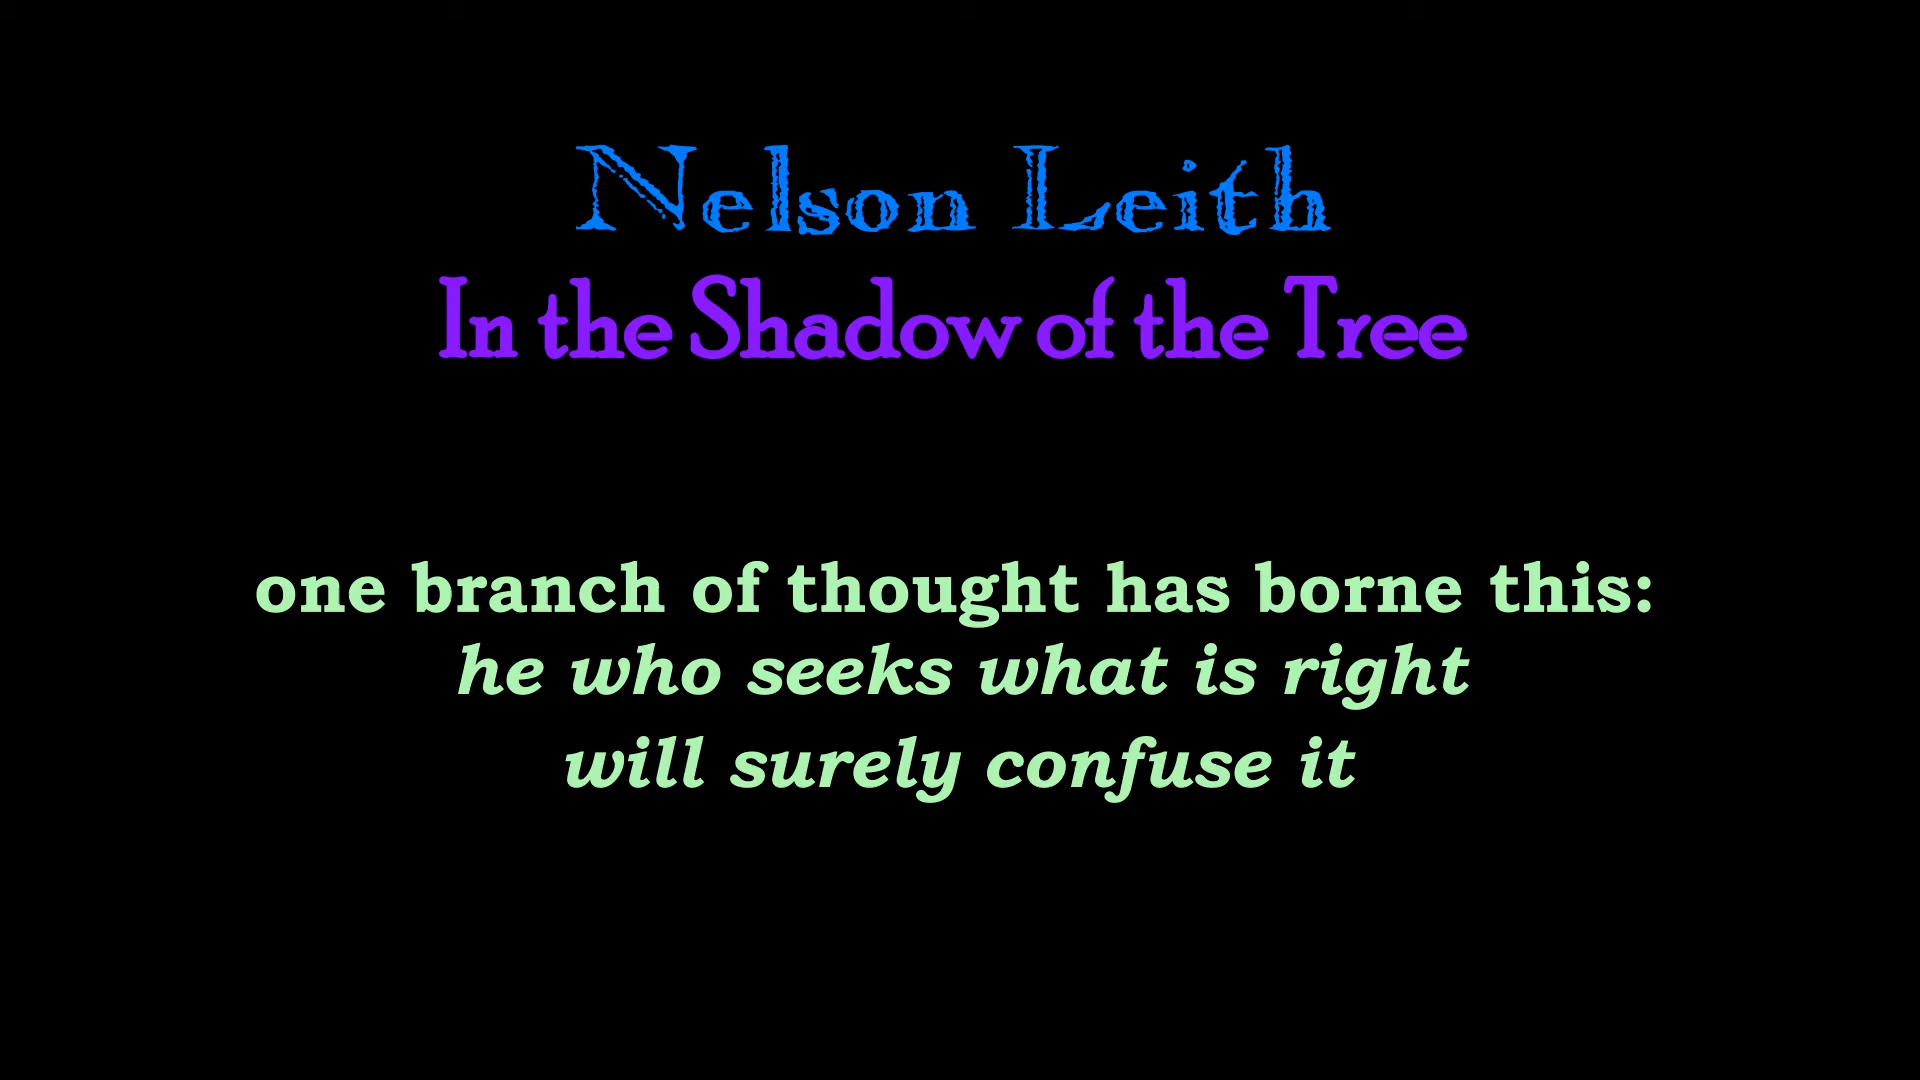 Nelson Leith
In the Shadow of the Tree
one branch of thought has borne this:
he who seeks what is right
will surely confuse it